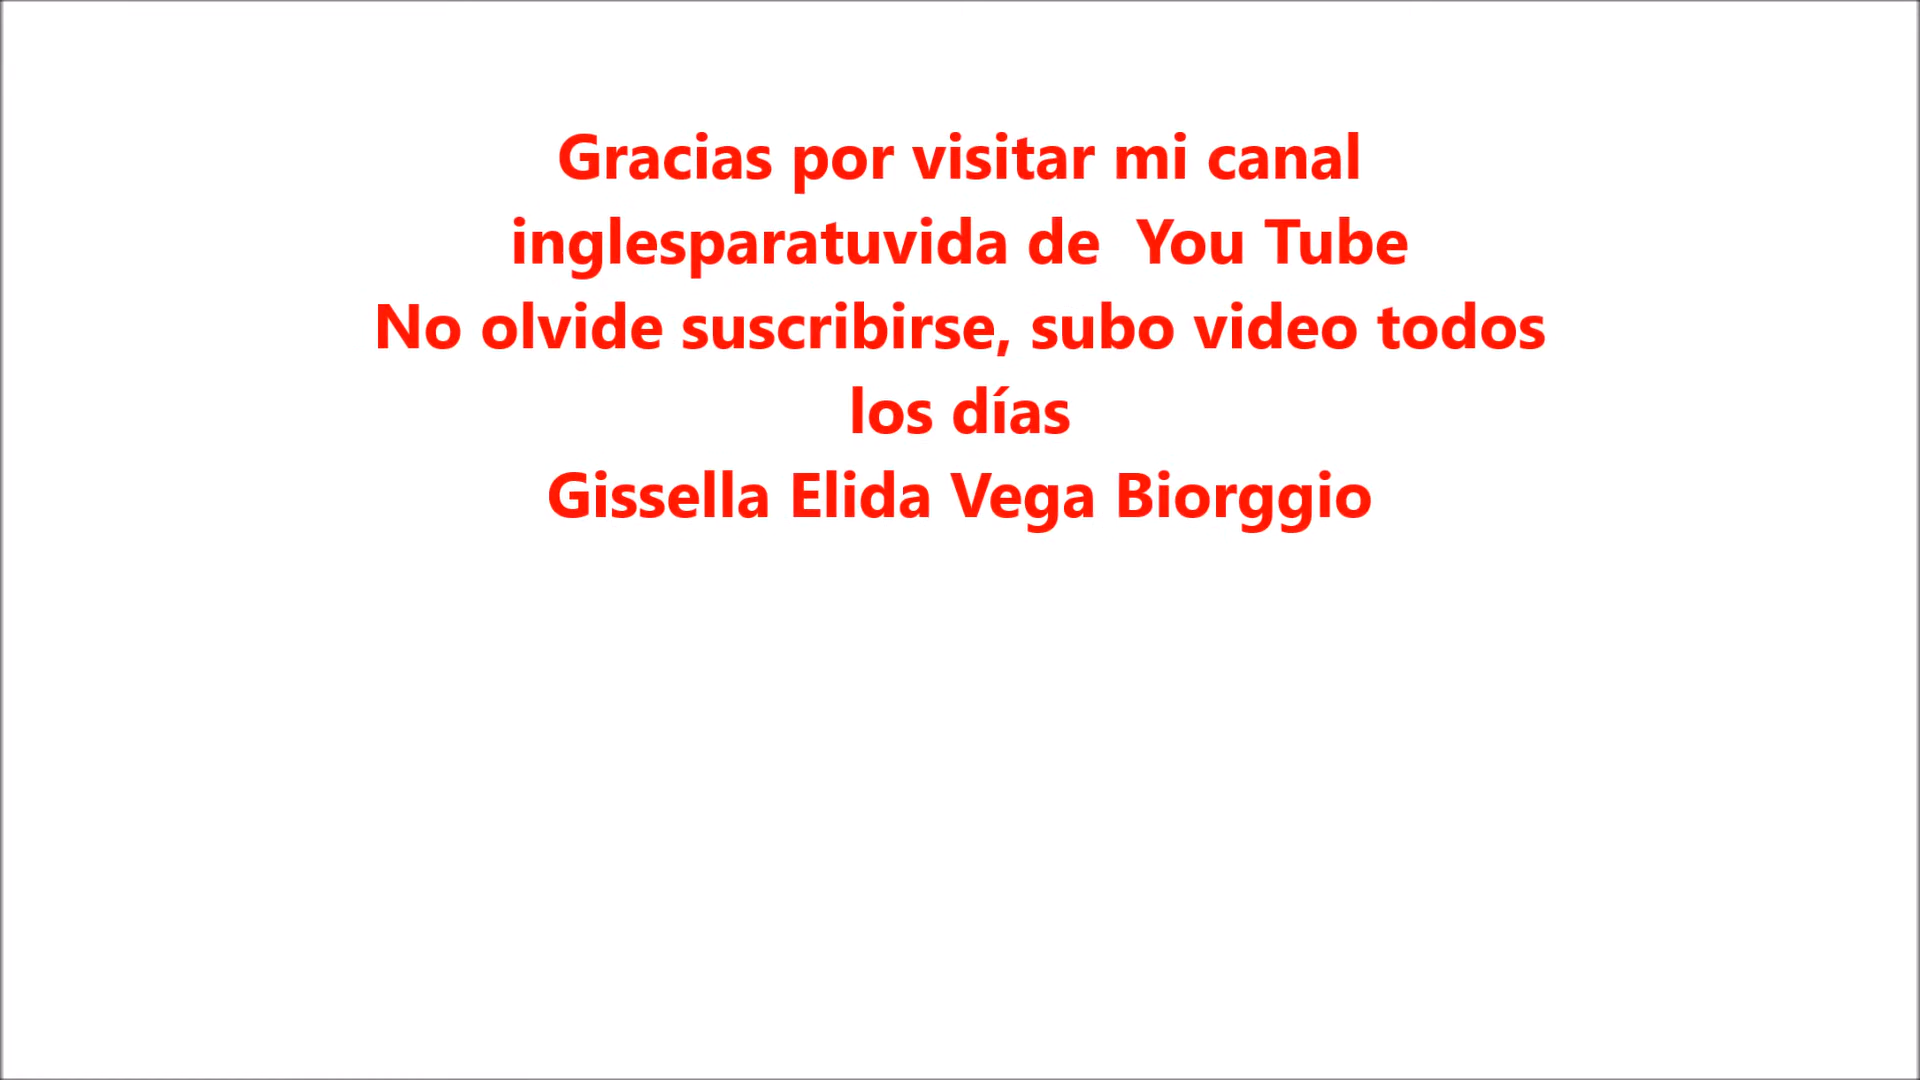 Gracias por visitar mi canal
inglesparatuvida de  You Tube
No olvide suscribirse, subo video todos
los días
Gissella Elida Vega Biorggio